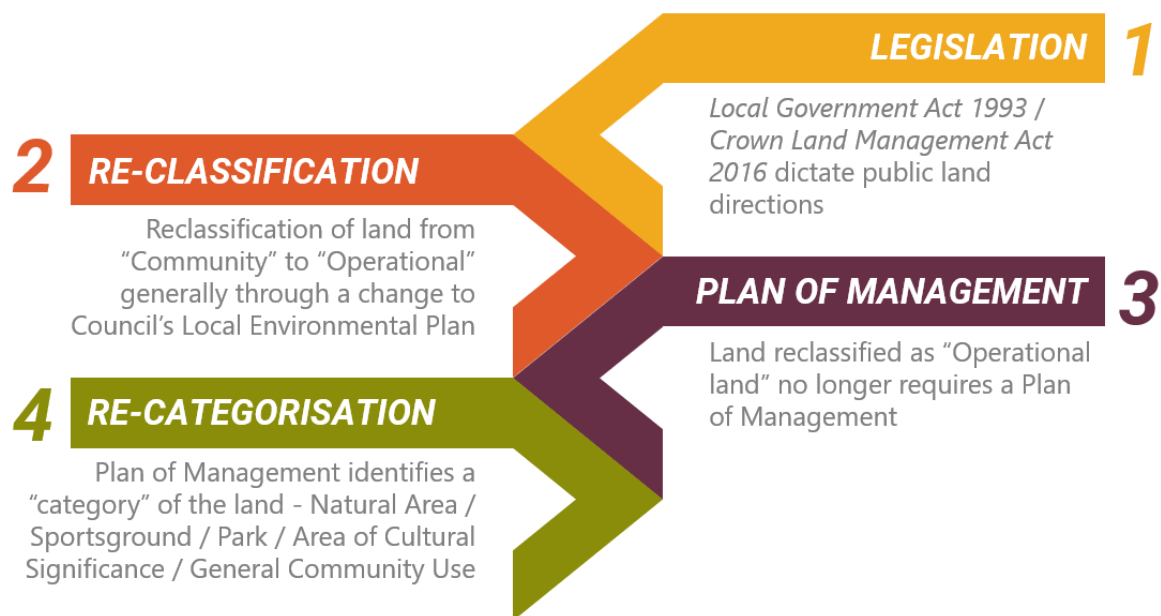 LEGISLATION 1
Local Government Act 1993 /
Crown Land Management Act
2016 dictate public land
directions
2 RE-CLASSIFICATION
Reclassification of land from
“Community” to “Operational”
generally through a change to
Council’s Local Environmental Plan
PLAN OF MANAGEMENT 3
Land reclassified as “Operational
land” no longer requires a Plan
of Management
4 RE-CATEGORISATION
Plan of Management identifies a
“category” of the land - Natural Area /
Sportsground / Park / Area of Cultural
Significance / General Community Use